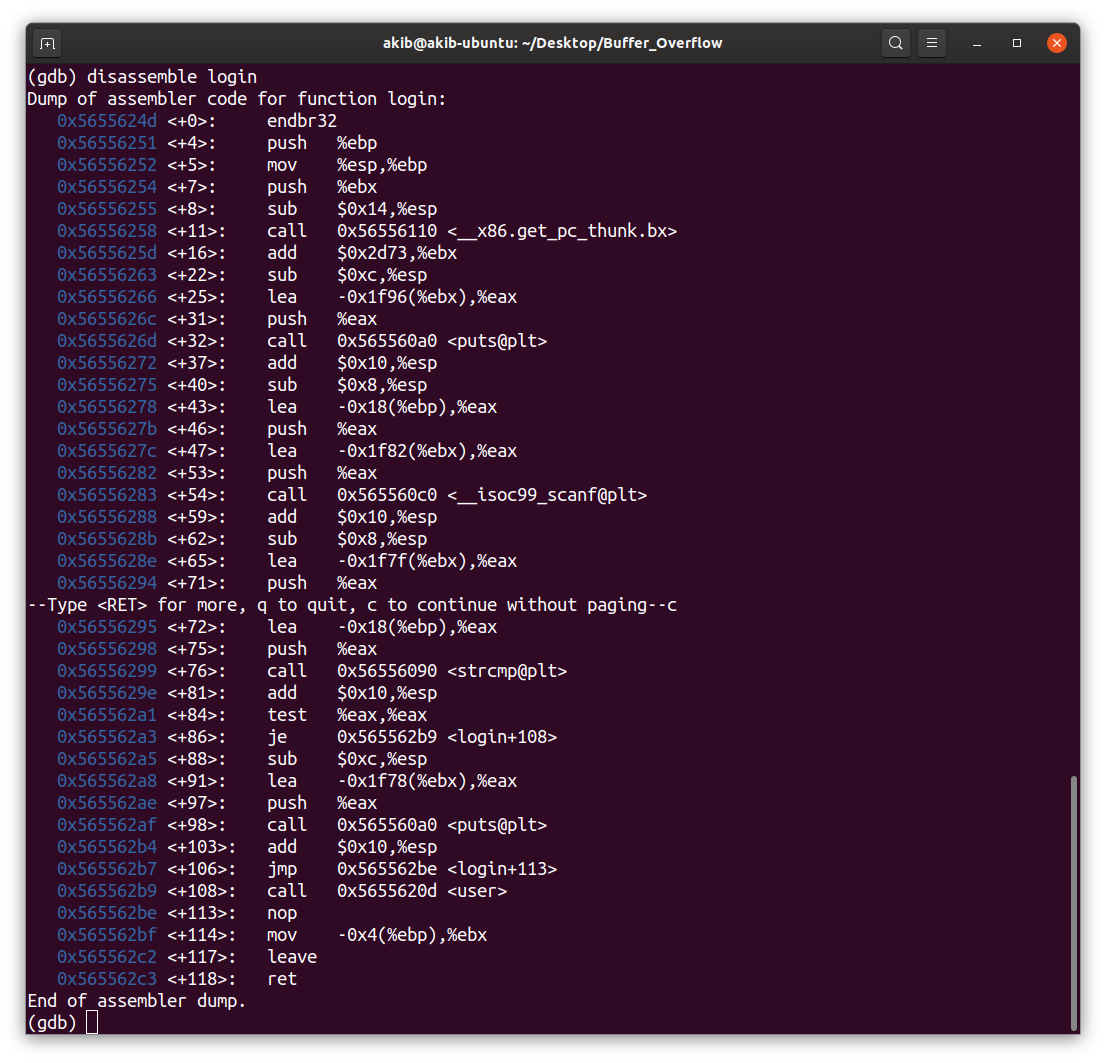 akib@akib-ubuntu: ~/Desktop/Buffer_Overflow
(gdb) disassemble login
Dump of assembler code for function login:
   0x5655624d <+0>:     endbr32
   0x56556251 <+4>:     push   %ebp
   0x56556252 <+5>:     mov    %esp,%ebp
   0x56556254 <+7>:     push   %ebx
   0x56556255 <+8>:     sub    $0x14,%esp
   0x56556258 <+11>:    call   0x56556110 <__x86.get_pc_thunk.bx>
   0x5655625d <+16>:    add    $0x2d73,%ebx
   0x56556263 <+22>:    sub    $0xc,%esp
   0x56556266 <+25>:    lea    -0x1f96(%ebx),%eax
   0x5655626c <+31>:    push   %eax
   0x5655626d <+32>:    call   0x565560a0 <puts@plt>
   0x56556272 <+37>:    add    $0x10,%esp
   0x56556275 <+40>:    sub    $0x8,%esp
   0x56556278 <+43>:    lea    -0x18(%ebp),%eax
   0x5655627b <+46>:    push   %eax
   0x5655627c <+47>:    lea    -0x1f82(%ebx),%eax
   0x56556282 <+53>:    push   %eax
   0x56556283 <+54>:    call   0x565560c0 <__isoc99_scanf@plt>
   0x56556288 <+59>:    add    $0x10,%esp
   0x5655628b <+62>:    sub    $0x8,%esp
   0x5655628e <+65>:    lea    -0x1f7f(%ebx),%eax
   0x56556294 <+71>:    push   %eax
--Type <RET> for more, q to quit, c to continue without paging--c
   0x56556295 <+72>:    lea    -0x18(%ebp),%eax
   0x56556298 <+75>:    push   %eax
   0x56556299 <+76>:    call   0x56556090 <strcmp@plt>
   0x5655629e <+81>:    add    $0x10,%esp
   0x565562a1 <+84>:    test   %eax,%eax
   0x565562a3 <+86>:    je     0x565562b9 <login+108>
   0x565562a5 <+88>:    sub    $0xc,%esp
   0x565562a8 <+91>:    lea    -0x1f78(%ebx),%eax
   0x565562ae <+97>:    push   %eax
   0x565562af <+98>:    call   0x565560a0 <puts@plt>
   0x565562b4 <+103>:   add    $0x10,%esp
   0x565562b7 <+106>:   jmp    0x565562be <login+113>
   0x565562b9 <+108>:   call   0x5655620d <user>
   0x565562be <+113>:   nop
   0x565562bf <+114>:   mov    -0x4(%ebp),%ebx
   0x565562c2 <+117>:   leave
   0x565562c3 <+118>:   ret
End of assembler dump.
(gdb)